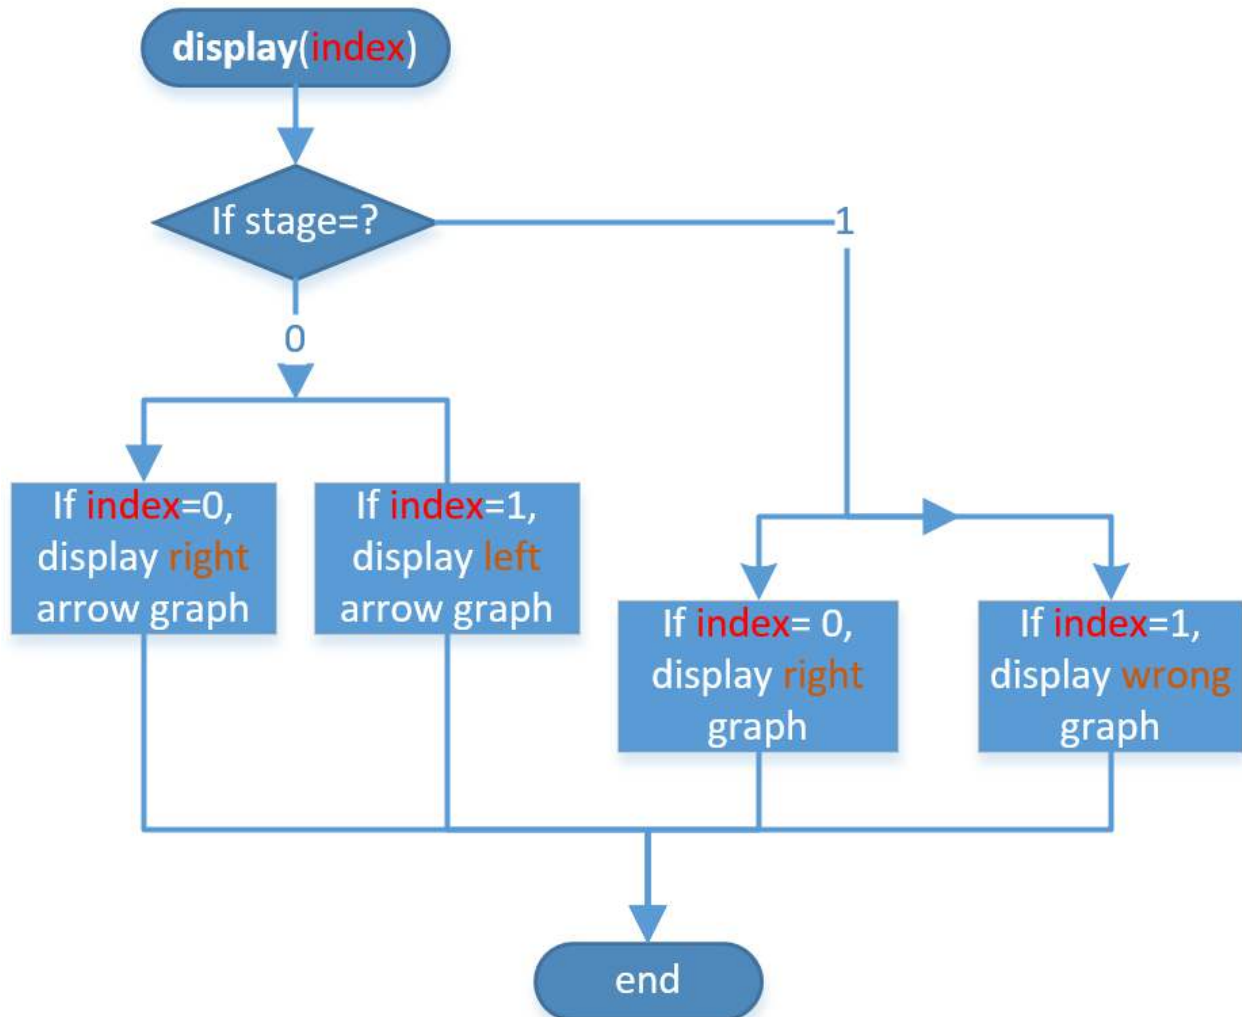 display(index)
If stage=?
1
0
If index=0,
display right
arrow graph
If index=1,
display left
arrow graph
If index= 0,
display right
graph
If index=1,
display wrong
graph
end